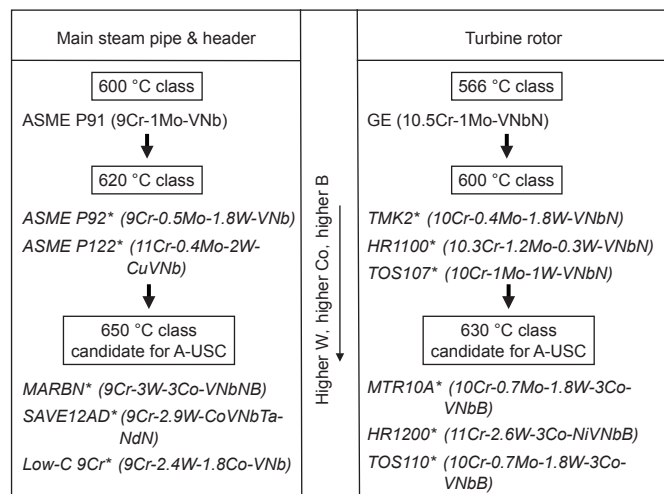 Main steam pipe & header
600 °C class
ASME P91 (9Cr-1Mo-VNb)
620 °C class
ASME P92* (9Cr-0.5Mo-1.8W-VNb)
ASME P122* (11Cr-0.4Mo-2W-
CuVNb)
650 °C class
candidate for A-USC
MARBN* (9Cr-3W-3Co-VNbNB)
SAVE12AD* (9Cr-2.9W-CoVNbTa-
NdN)
Low-C 9Cr* (9Cr-2.4W-1.8Co-VNb)
Higher W, higher Co, higher B
Turbine rotor
566 °C class
GE (10.5Cr-1Mo-VNbN)
600 °C class
TMK2* (10Cr-0.4Mo-1.8W-VNbN)
HR1100* (10.3Cr-1.2Mo-0.3W-VNbN)
TOS107* (10Cr-1Mo-1W-VNbN)
630 °C class
candidate for A-USC
MTR10A* (10Cr-0.7Mo-1.8W-3Co-
VNbB)
HR1200* (11Cr-2.6W-3Co-NiVNbB)
TOS110* (10Cr-0.7Mo-1.8W-3Co-
VNbB)